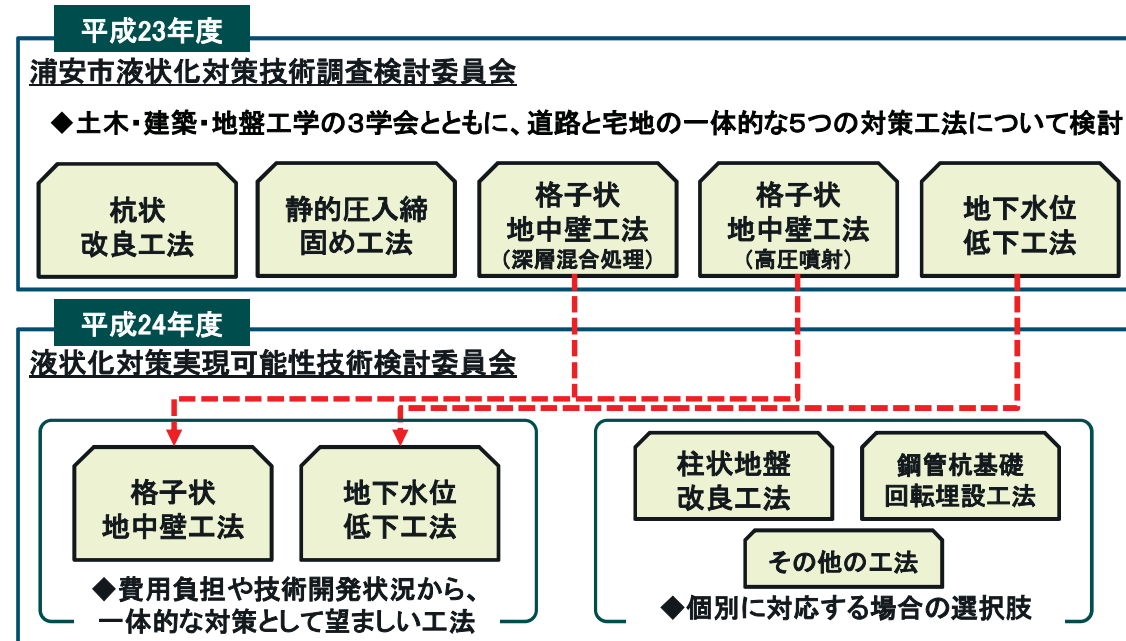 平成23年度
浦安市液状化対策技術調査検討委員会
◆土木・建築・地盤工学の3学会とともに、道路と宅地の一体的な5つの対策工法について検討
杭状
改良工法
静的圧入締
固め工法
格子状
地中壁工法
（深層混合処理）
格子状
地中壁工法
（高圧噴射）
地下水位
低下工法
平成24年度
液状化対策実現可能性技術検討委員会
格子状
地中壁工法
地下水位
低下工法
◆費用負担や技術開発状況から、
一体的な対策として望ましい工法
柱状地盤
改良工法
鋼管杭基礎
回転埋設工法
その他の工法
◆個別に対応する場合の選択肢